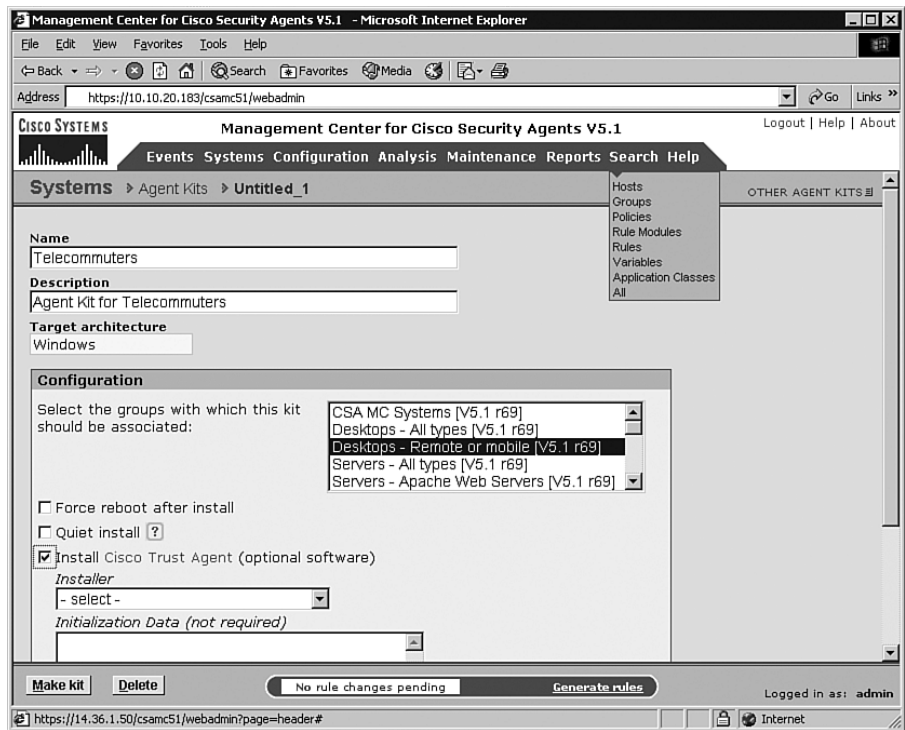 Management Center for Cisco Security Agents V5.1 - Microsoft Internet Explorer
File Edit View Favorites Tools Help
Back Search Favorites Media
Address https://10.10.20.183/csamc51/webadmin Go Links »
CISCO SYSTEMS
Management Center for Cisco Security Agents V5.1
Logout | Help | About
Events Systems Configuration Analysis Maintenance Reports Search Help
Systems Agent Kits Untitled_1
OTHER AGENT KITS
Hosts
Groups
Policies
Rule Modules
Rules
Variables
Application Classes
All
Name
Telecommuters
Description
Agent Kit for Telecommuters
Target architecture
Windows
Configuration
Select the groups with which this kit
should be associated:
CSA MC Systems [V5.1 r69]
Desktops - All types [V5.1 r69]
Desktops - Remote or mobile [V5.1 r69]
Servers - All types [V5.1 r69]
Servers - Apache Web Servers [V5.1 r69]
Force reboot after install
Quiet install ?
Install Cisco Trust Agent (optional software)
Installer
- select -
Initialization Data (not required)
Make kit Delete No rule changes pending Generate rules
Logged in as: admin
https://14.36.1.50/csamc51/webadmin?page=header# Internet